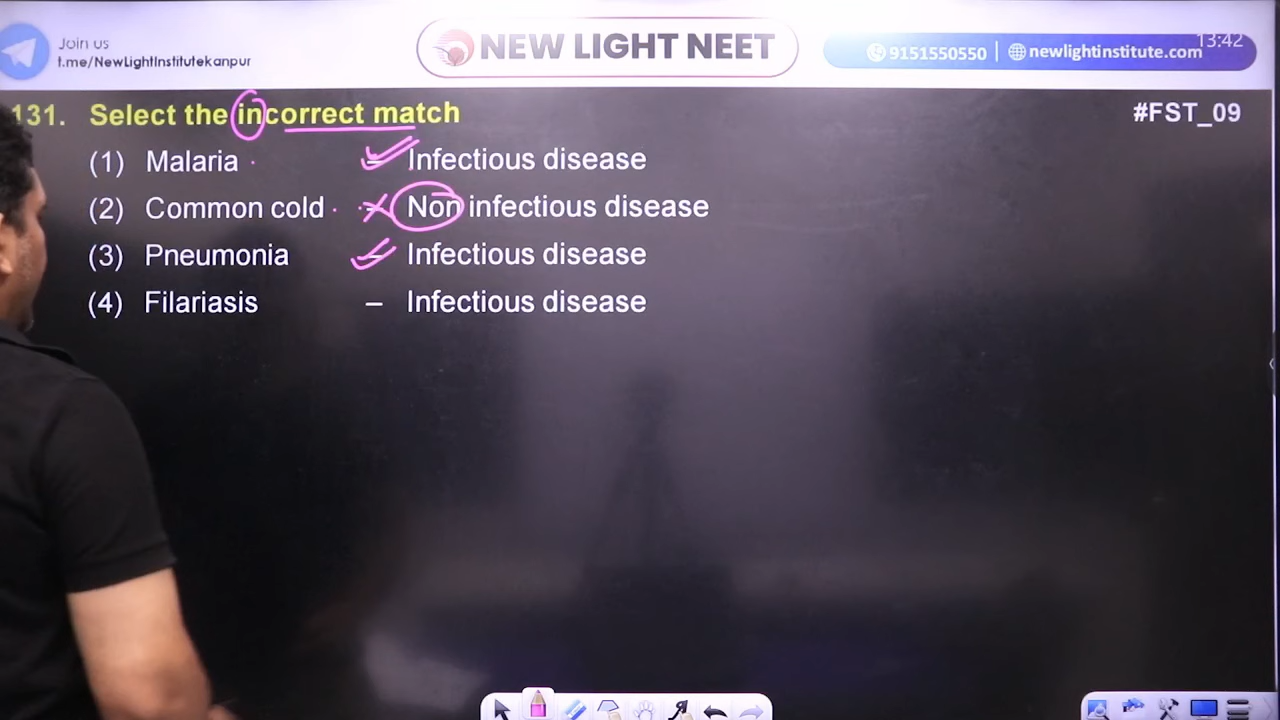 Join us
t.me/NewLightInstitutekanpur
NEW LIGHT NEET
9151550550 | newlightinstitute.com
13:42
131. Select the incorrect match
#FST_09
(1) Malaria – Infectious disease
(2) Common cold – Non infectious disease
(3) Pneumonia – Infectious disease
(4) Filariasis – Infectious disease